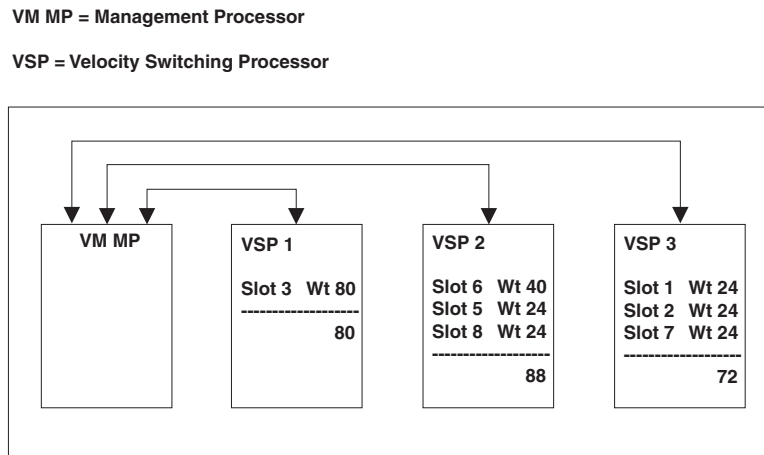 VM MP = Management Processor
VSP = Velocity Switching Processor
VM MP
VSP 1
Slot 3 Wt 80
-------------------
80
VSP 2
Slot 6 Wt 40
Slot 5 Wt 24
Slot 8 Wt 24
-------------------
88
VSP 3
Slot 1 Wt 24
Slot 2 Wt 24
Slot 7 Wt 24
-------------------
72